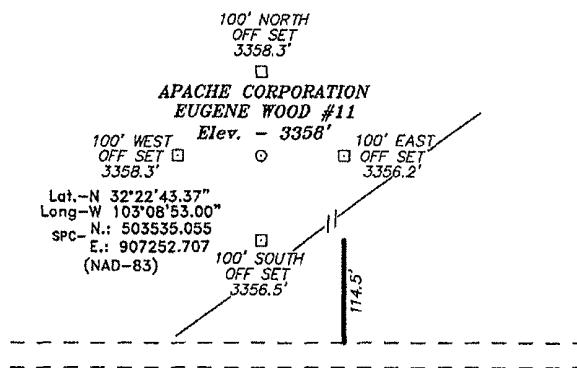 100' NORTH
OFF SET
3358.3'
APACHE CORPORATION
EUGENE WOOD #11
Elev. - 3358'
100' WEST
OFF SET
3358.3'
100' EAST
OFF SET
3356.2'
Lat.-N 32°22'43.37"
Long-W 103°08'53.00"
SPC- N.: 503535.055
E.: 907252.707
(NAD-83)
100' SOUTH
OFF SET
3356.5'
114.5'